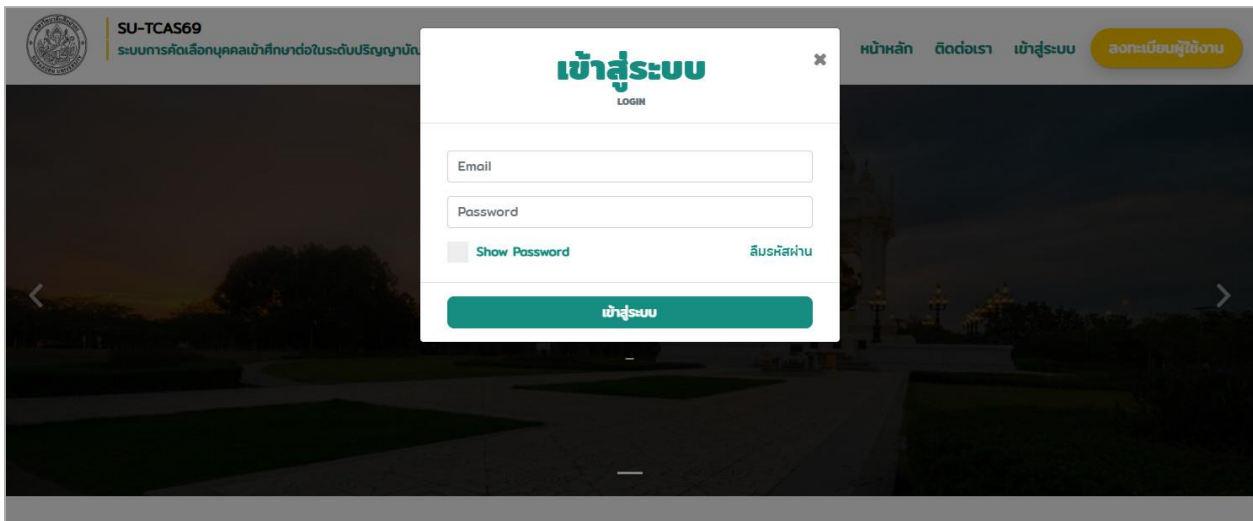 SU-TCAS69
ระบบการคัดเลือกบุคคลเข้าศึกษาต่อในระดับปริญญาบัณ
หน้าหลัก ติดต่อเรา เข้าสู่ระบบ ลงทะเบียนผู้ใช้งาน
เข้าสู่ระบบ
LOGIN
Email
Password
Show Password ลืมรหัสผ่าน
เข้าสู่ระบบ